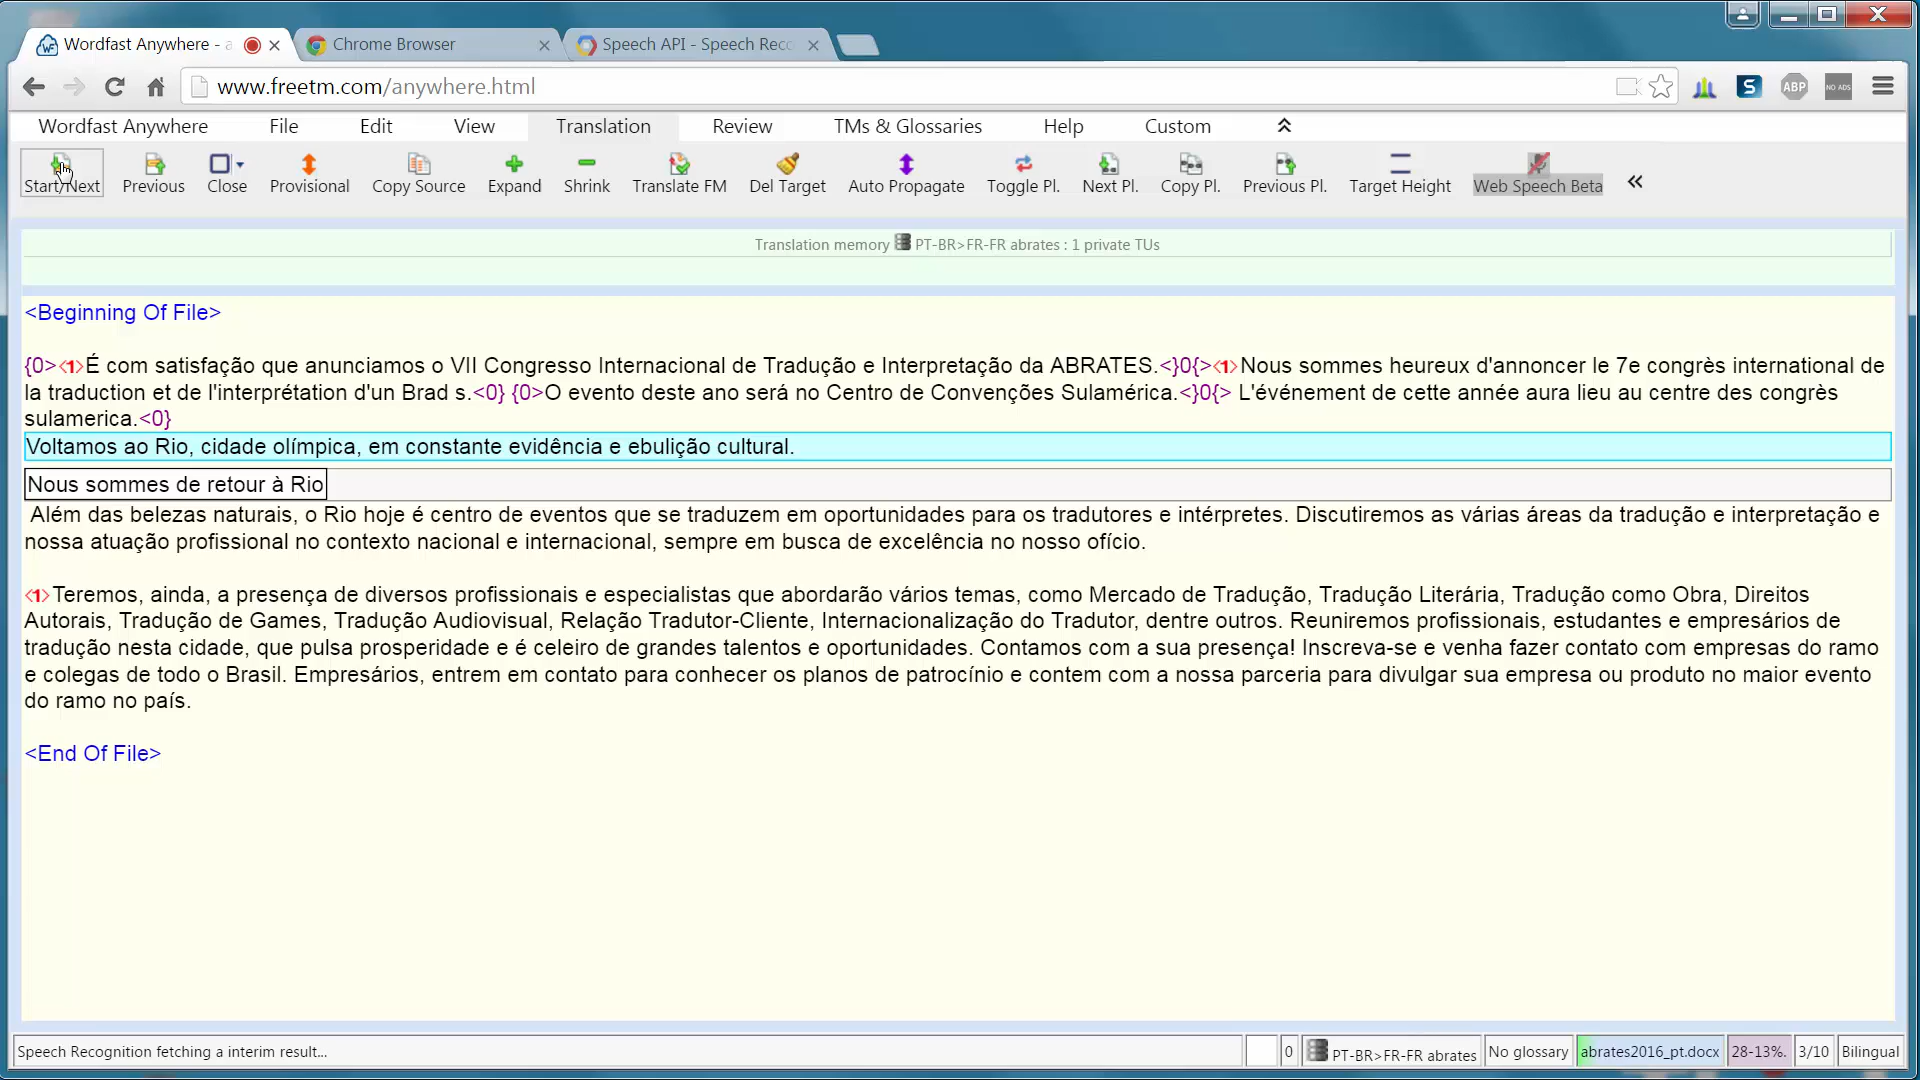 Wordfast Anywhere - a
Chrome Browser
Speech API - Speech Reco
www.freetm.com/anywhere.html
S
ABP
NO ADS
Wordfast Anywhere File Edit View Translation Review TMs & Glossaries Help Custom
Start/Next Previous Close Provisional Copy Source Expand Shrink Translate FM Del Target Auto Propagate Toggle Pl. Next Pl. Copy Pl. Previous Pl. Target Height Web Speech Beta
Translation memory PT-BR>FR-FR abrates : 1 private TUs
<Beginning Of File>
{0><1>É com satisfação que anunciamos o VII Congresso Internacional de Tradução e Interpretação da ABRATES.<}0{><1>Nous sommes heureux d'annoncer le 7e congrès international de
la traduction et de l'interprétation d'un Brad s.<0} {0>O evento deste ano será no Centro de Convenções Sulamérica.<}0{> L'événement de cette année aura lieu au centre des congrès
sulamerica.<0}
Voltamos ao Rio, cidade olímpica, em constante evidência e ebulição cultural.
Nous sommes de retour à Rio
Além das belezas naturais, o Rio hoje é centro de eventos que se traduzem em oportunidades para os tradutores e intérpretes. Discutiremos as várias áreas da tradução e interpretação e
nossa atuação profissional no contexto nacional e internacional, sempre em busca de excelência no nosso ofício.
<1>Teremos, ainda, a presença de diversos profissionais e especialistas que abordarão vários temas, como Mercado de Tradução, Tradução Literária, Tradução como Obra, Direitos
Autorais, Tradução de Games, Tradução Audiovisual, Relação Tradutor-Cliente, Internacionalização do Tradutor, dentre outros. Reuniremos profissionais, estudantes e empresários de
tradução nesta cidade, que pulsa prosperidade e é celeiro de grandes talentos e oportunidades. Contamos com a sua presença! Inscreva-se e venha fazer contato com empresas do ramo
e colegas de todo o Brasil. Empresários, entrem em contato para conhecer os planos de patrocínio e contem com a nossa parceria para divulgar sua empresa ou produto no maior evento
do ramo no país.
<End Of File>
Speech Recognition fetching a interim result... 0 PT-BR>FR-FR abrates No glossary abrates2016_pt.docx 28-13%. 3/10 Bilingual